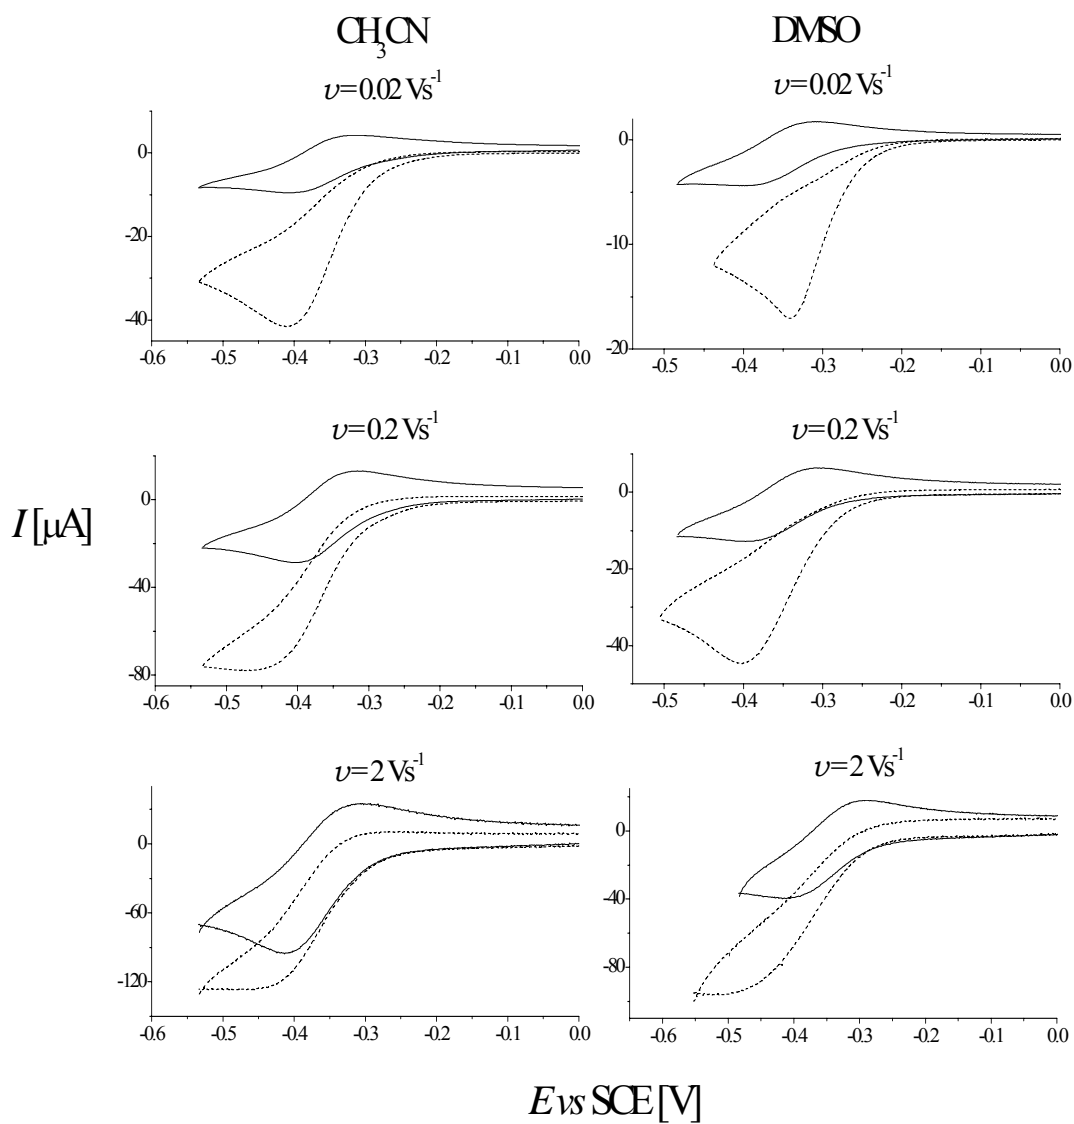 CH3CN DMSO
υ=0.02 Vs-1 υ=0.02 Vs-1
0 0
-20 -10
-40 -20
-0.6 -0.5 -0.4 -0.3 -0.2 -0.1 0.0 -0.4 -0.3 -0.2 -0.1 0.0
υ=0.2 Vs-1 υ=0.2 Vs-1
0 0
-20
-40 -40
-80
I [μA]
-0.6 -0.5 -0.4 -0.3 -0.2 -0.1 0.0 -0.5 -0.4 -0.3 -0.2 -0.1 0.0
υ=2 Vs-1 υ=2 Vs-1
0 0
-60 -40
-120 -80
-0.6 -0.5 -0.4 -0.3 -0.2 -0.1 0.0 -0.6 -0.5 -0.4 -0.3 -0.2 -0.1 0.0
E vs SCE [V]